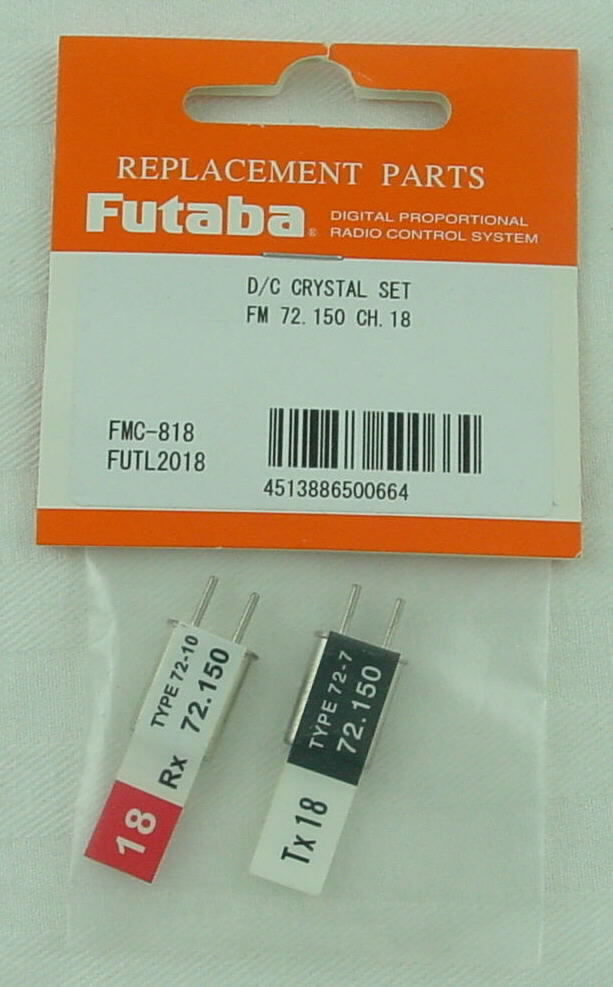 REPLACEMENT PARTS
Futaba®
DIGITAL PROPORTIONAL
RADIO CONTROL SYSTEM
D/C CRYSTAL SET
FM 72.150 CH.18
FMC-818
FUTL2018
4513886500664
TYPE 72-10
Rx 72.150
18
TYPE 72-7
72.150
Tx18